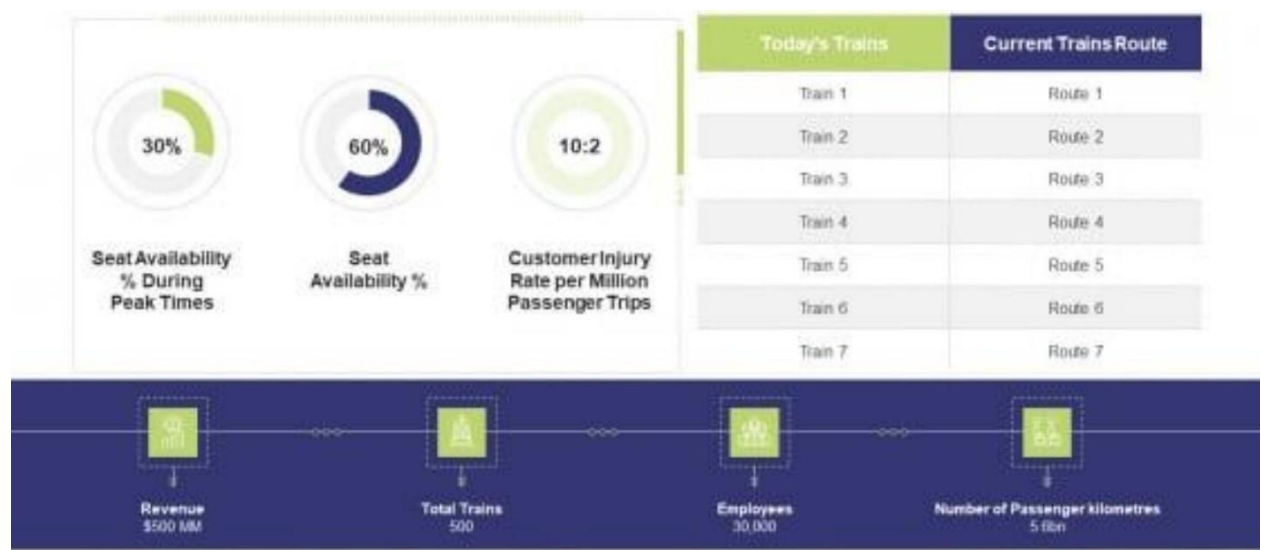 30%
60%
10:2
Seat Availability
% During
Peak Times
Seat
Availability %
Customer Injury
Rate per Million
Passenger Trips
Today's Trains Current Trains Route
Train 1 Route 1
Train 2 Route 2
Train 3 Route 3
Train 4 Route 4
Train 5 Route 5
Train 6 Route 6
Train 7 Route 7
Revenue
$500 MM
Total Trains
500
Employees
30,000
Number of Passenger kilometres